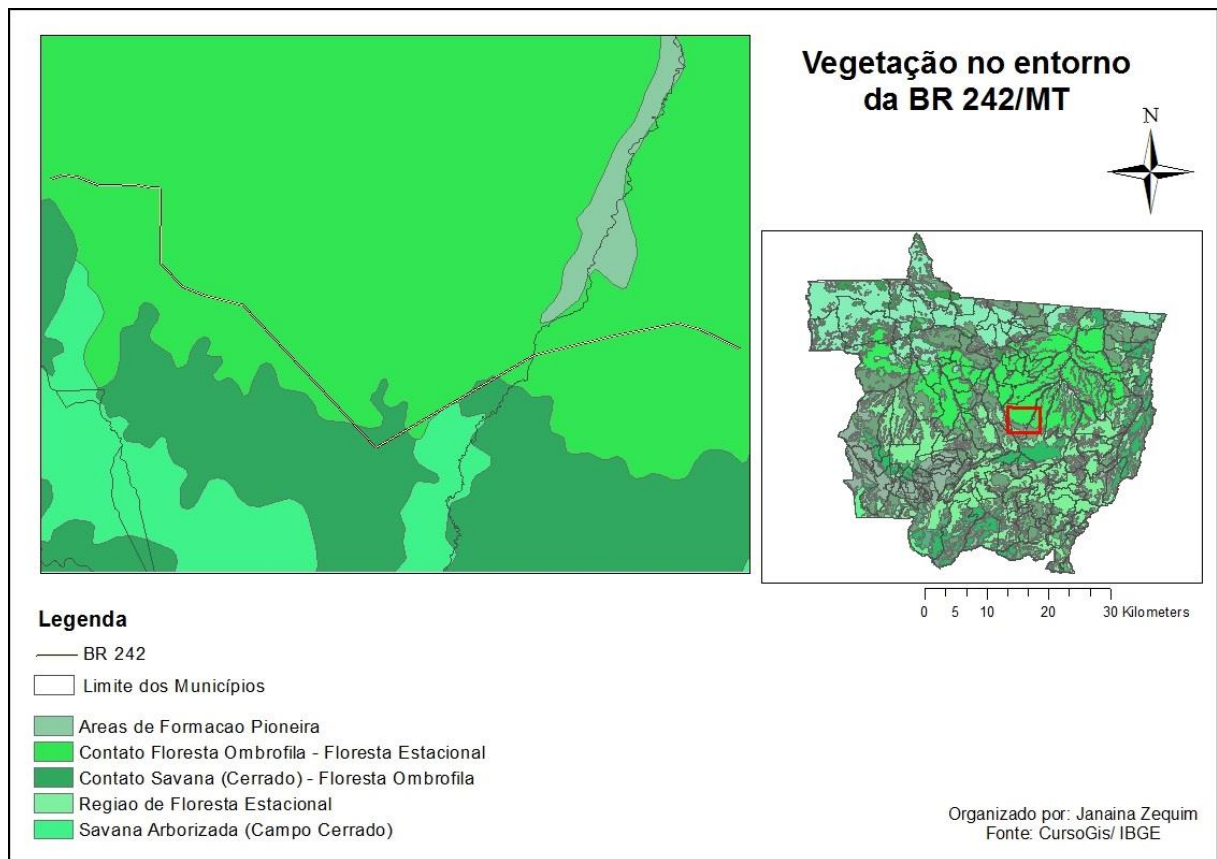 Vegetação no entorno
da BR 242/MT
N
0 5 10 20 30 Kilometers
Legenda
BR 242
Limite dos Municípios
Areas de Formacao Pioneira
Contato Floresta Ombrofila - Floresta Estacional
Contato Savana (Cerrado) - Floresta Ombrofila
Regiao de Floresta Estacional
Savana Arborizada (Campo Cerrado)
Organizado por: Janaina Zequim
Fonte: CursoGis/ IBGE